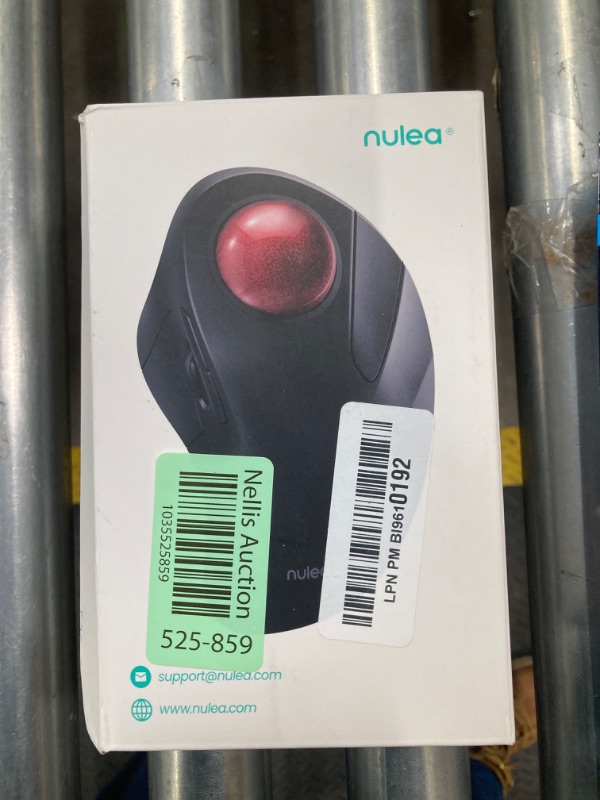 nulea®
nulea
Nellis Auction
1035525859
525-859
LPN PM BI9610192
support@nulea.com
www.nulea.com